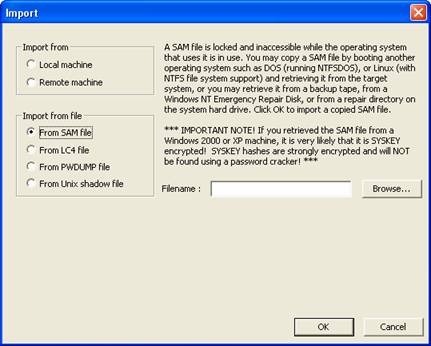 Import
Import from
Local machine
Remote machine
Import from file
From SAM file
From LC4 file
From PWDUMP file
From Unix shadow file
A SAM file is locked and inaccessible while the operating system
that uses it is in use. You may copy a SAM file by booting another
operating system such as DOS (running NTFSDOS), or Linux (with
NTFS file system support) and retrieving it from the target
system, or you may retrieve it from a backup tape, from a
Windows NT Emergency Repair Disk, or from a repair directory on
the system hard drive. Click OK to import a copied SAM file.
*** IMPORTANT NOTE! If you retrieved the SAM file from a
Windows 2000 or XP machine, it is very likely that it is SYSKEY
encrypted! SYSKEY hashes are strongly encrypted and will NOT
be found using a password cracker! ***
Filename :
Browse...
OK
Cancel